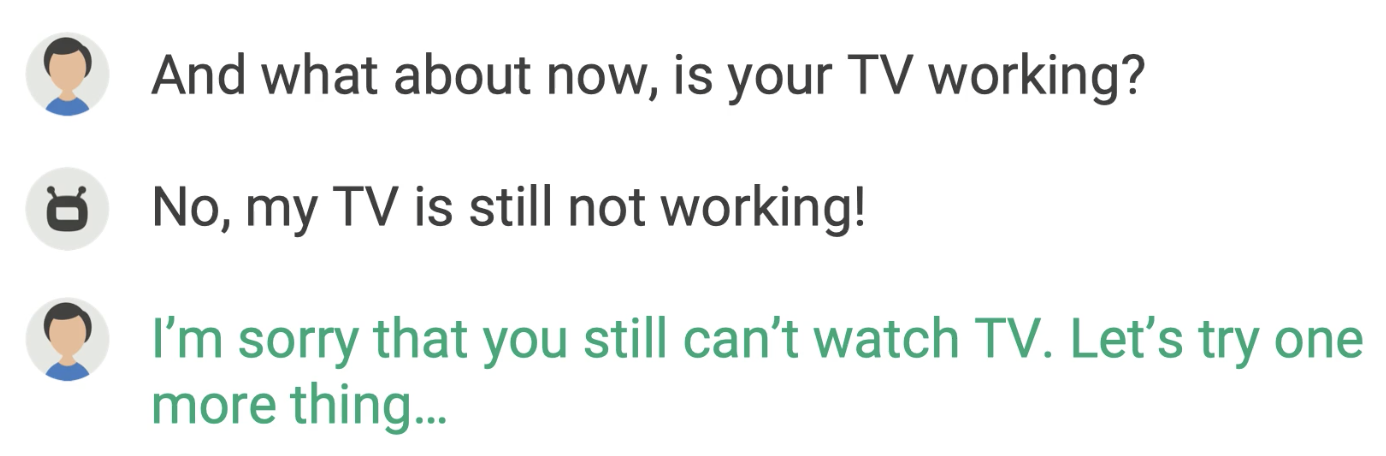 And what about now, is your TV working?
No, my TV is still not working!
I’m sorry that you still can’t watch TV. Let’s try one
more thing…